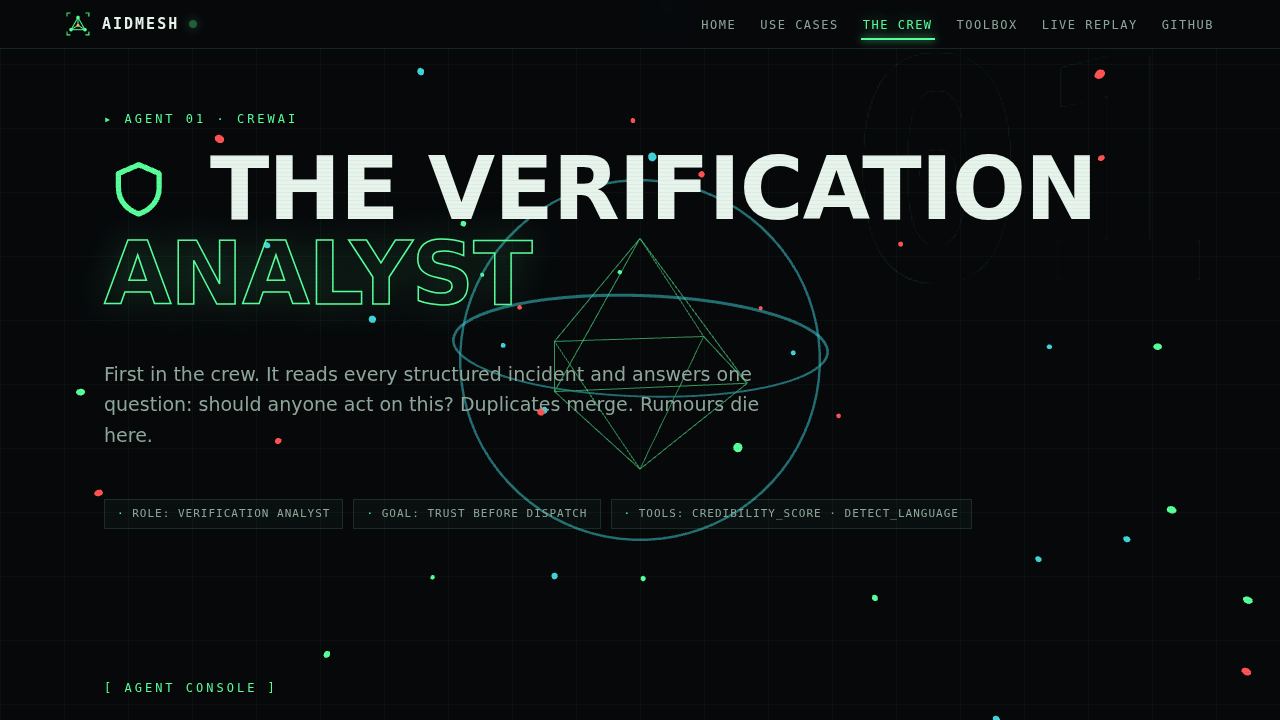 AIDMESH
HOME USE CASES THE CREW TOOLBOX LIVE REPLAY GITHUB
01
▸ AGENT 01 · CREWAI
THE VERIFICATION
ANALYST
First in the crew. It reads every structured incident and answers one
question: should anyone act on this? Duplicates merge. Rumours die
here.
· ROLE: VERIFICATION ANALYST
· GOAL: TRUST BEFORE DISPATCH
· TOOLS: CREDIBILITY_SCORE · DETECT_LANGUAGE
[ AGENT CONSOLE ]